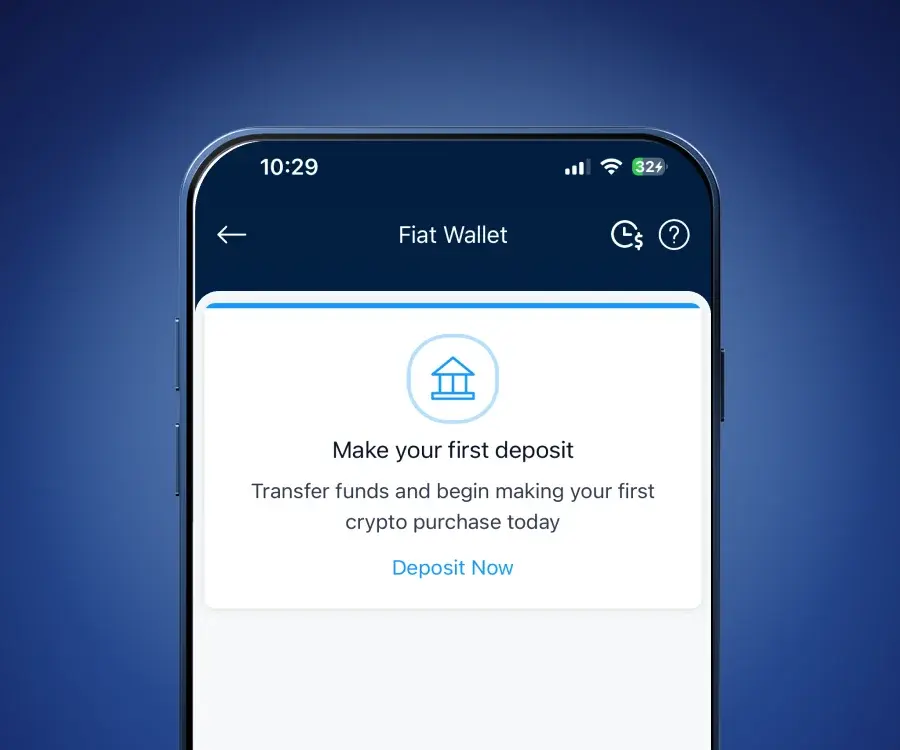 10:29
32
Fiat Wallet
Make your first deposit
Transfer funds and begin making your first
crypto purchase today
Deposit Now